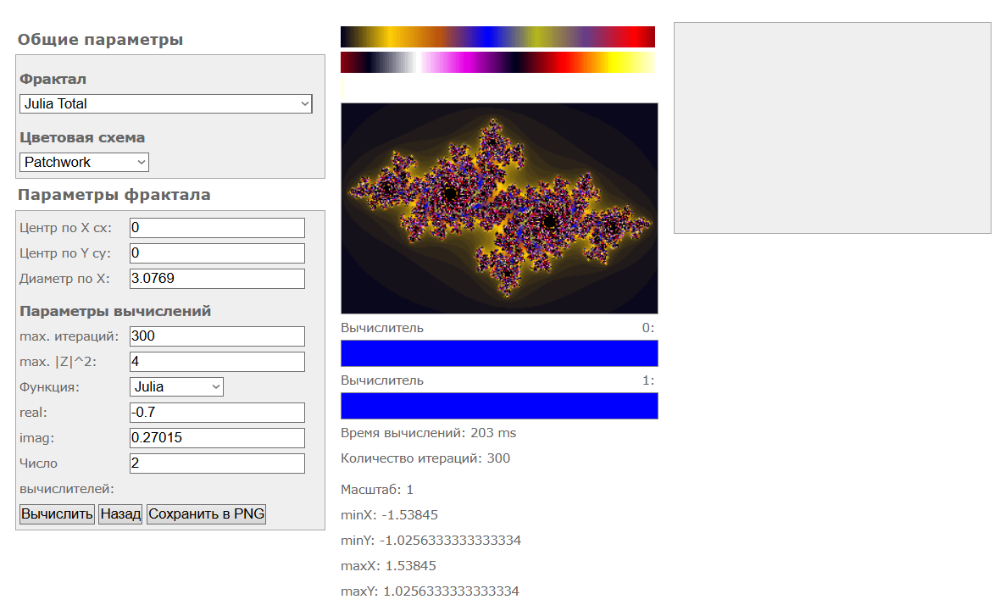 Общие параметры
Фрактал
Julia Total
Цветовая схема
Patchwork
Параметры фрактала
Центр по X cx: 0
Центр по Y cy: 0
Диаметр по X: 3.0769
Параметры вычислений
max. итераций: 300
max. |Z|^2: 4
Функция: Julia
real: -0.7
imag: 0.27015
Число 2
вычислителей:
Вычислить Назад Сохранить в PNG
Вычислитель 0:
Вычислитель 1:
Время вычислений: 203 ms
Количество итераций: 300
Масштаб: 1
minX: -1.53845
minY: -1.0256333333333334
maxX: 1.53845
maxY: 1.0256333333333334